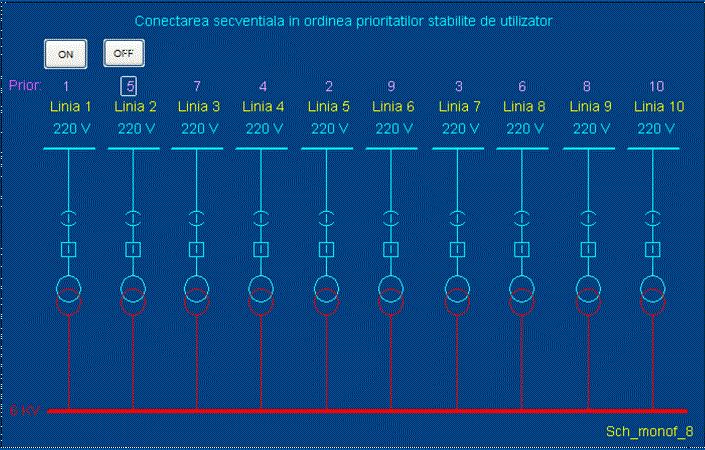 Conectarea secventiala in ordinea prioritatilor stabilite de utilizator
ON OFF
Prior: 1 5 7 4 2 9 3 6 8 10
Linia 1 Linia 2 Linia 3 Linia 4 Linia 5 Linia 6 Linia 7 Linia 8 Linia 9 Linia 10
220 V 220 V 220 V 220 V 220 V 220 V 220 V 220 V 220 V 220 V
6 KV
Sch_monof_8